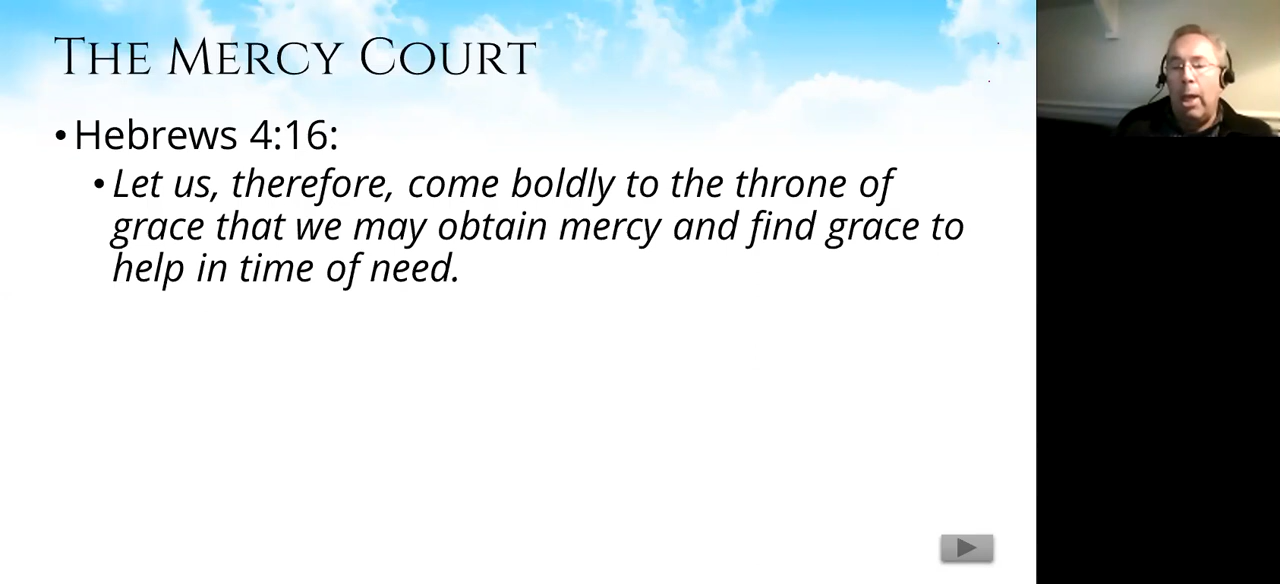 The Mercy Court
• Hebrews 4:16:
• Let us, therefore, come boldly to the throne of
grace that we may obtain mercy and find grace to
help in time of need.